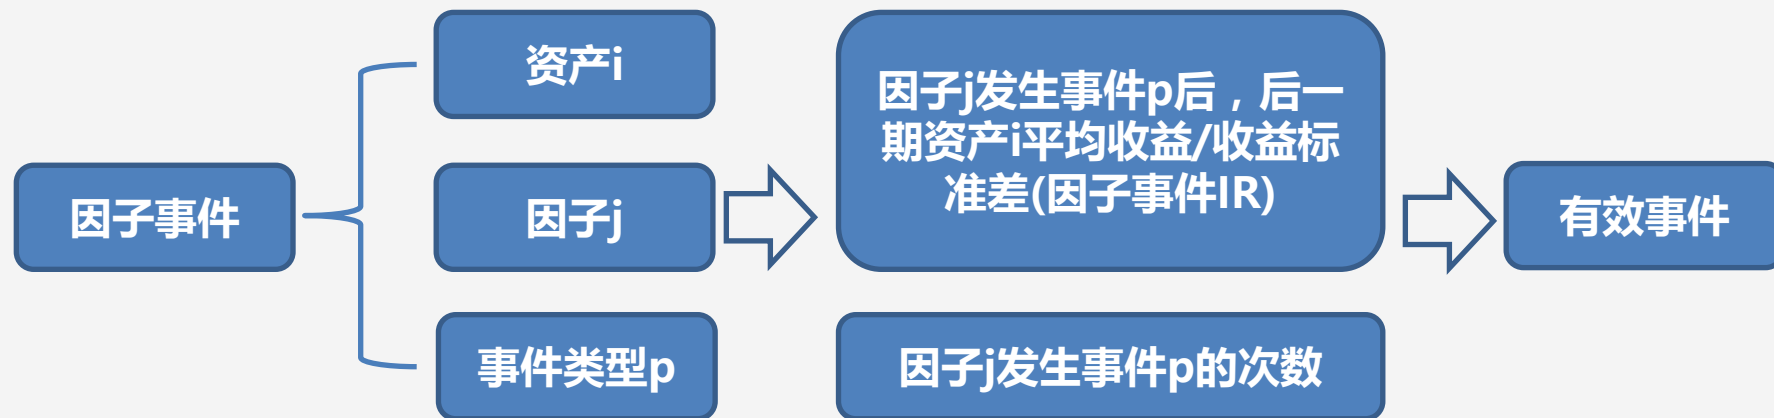 因子事件
资产i
因子j
事件类型p
因子j发生事件p后，后一
期资产i平均收益/收益标
准差(因子事件IR)
因子j发生事件p的次数
有效事件